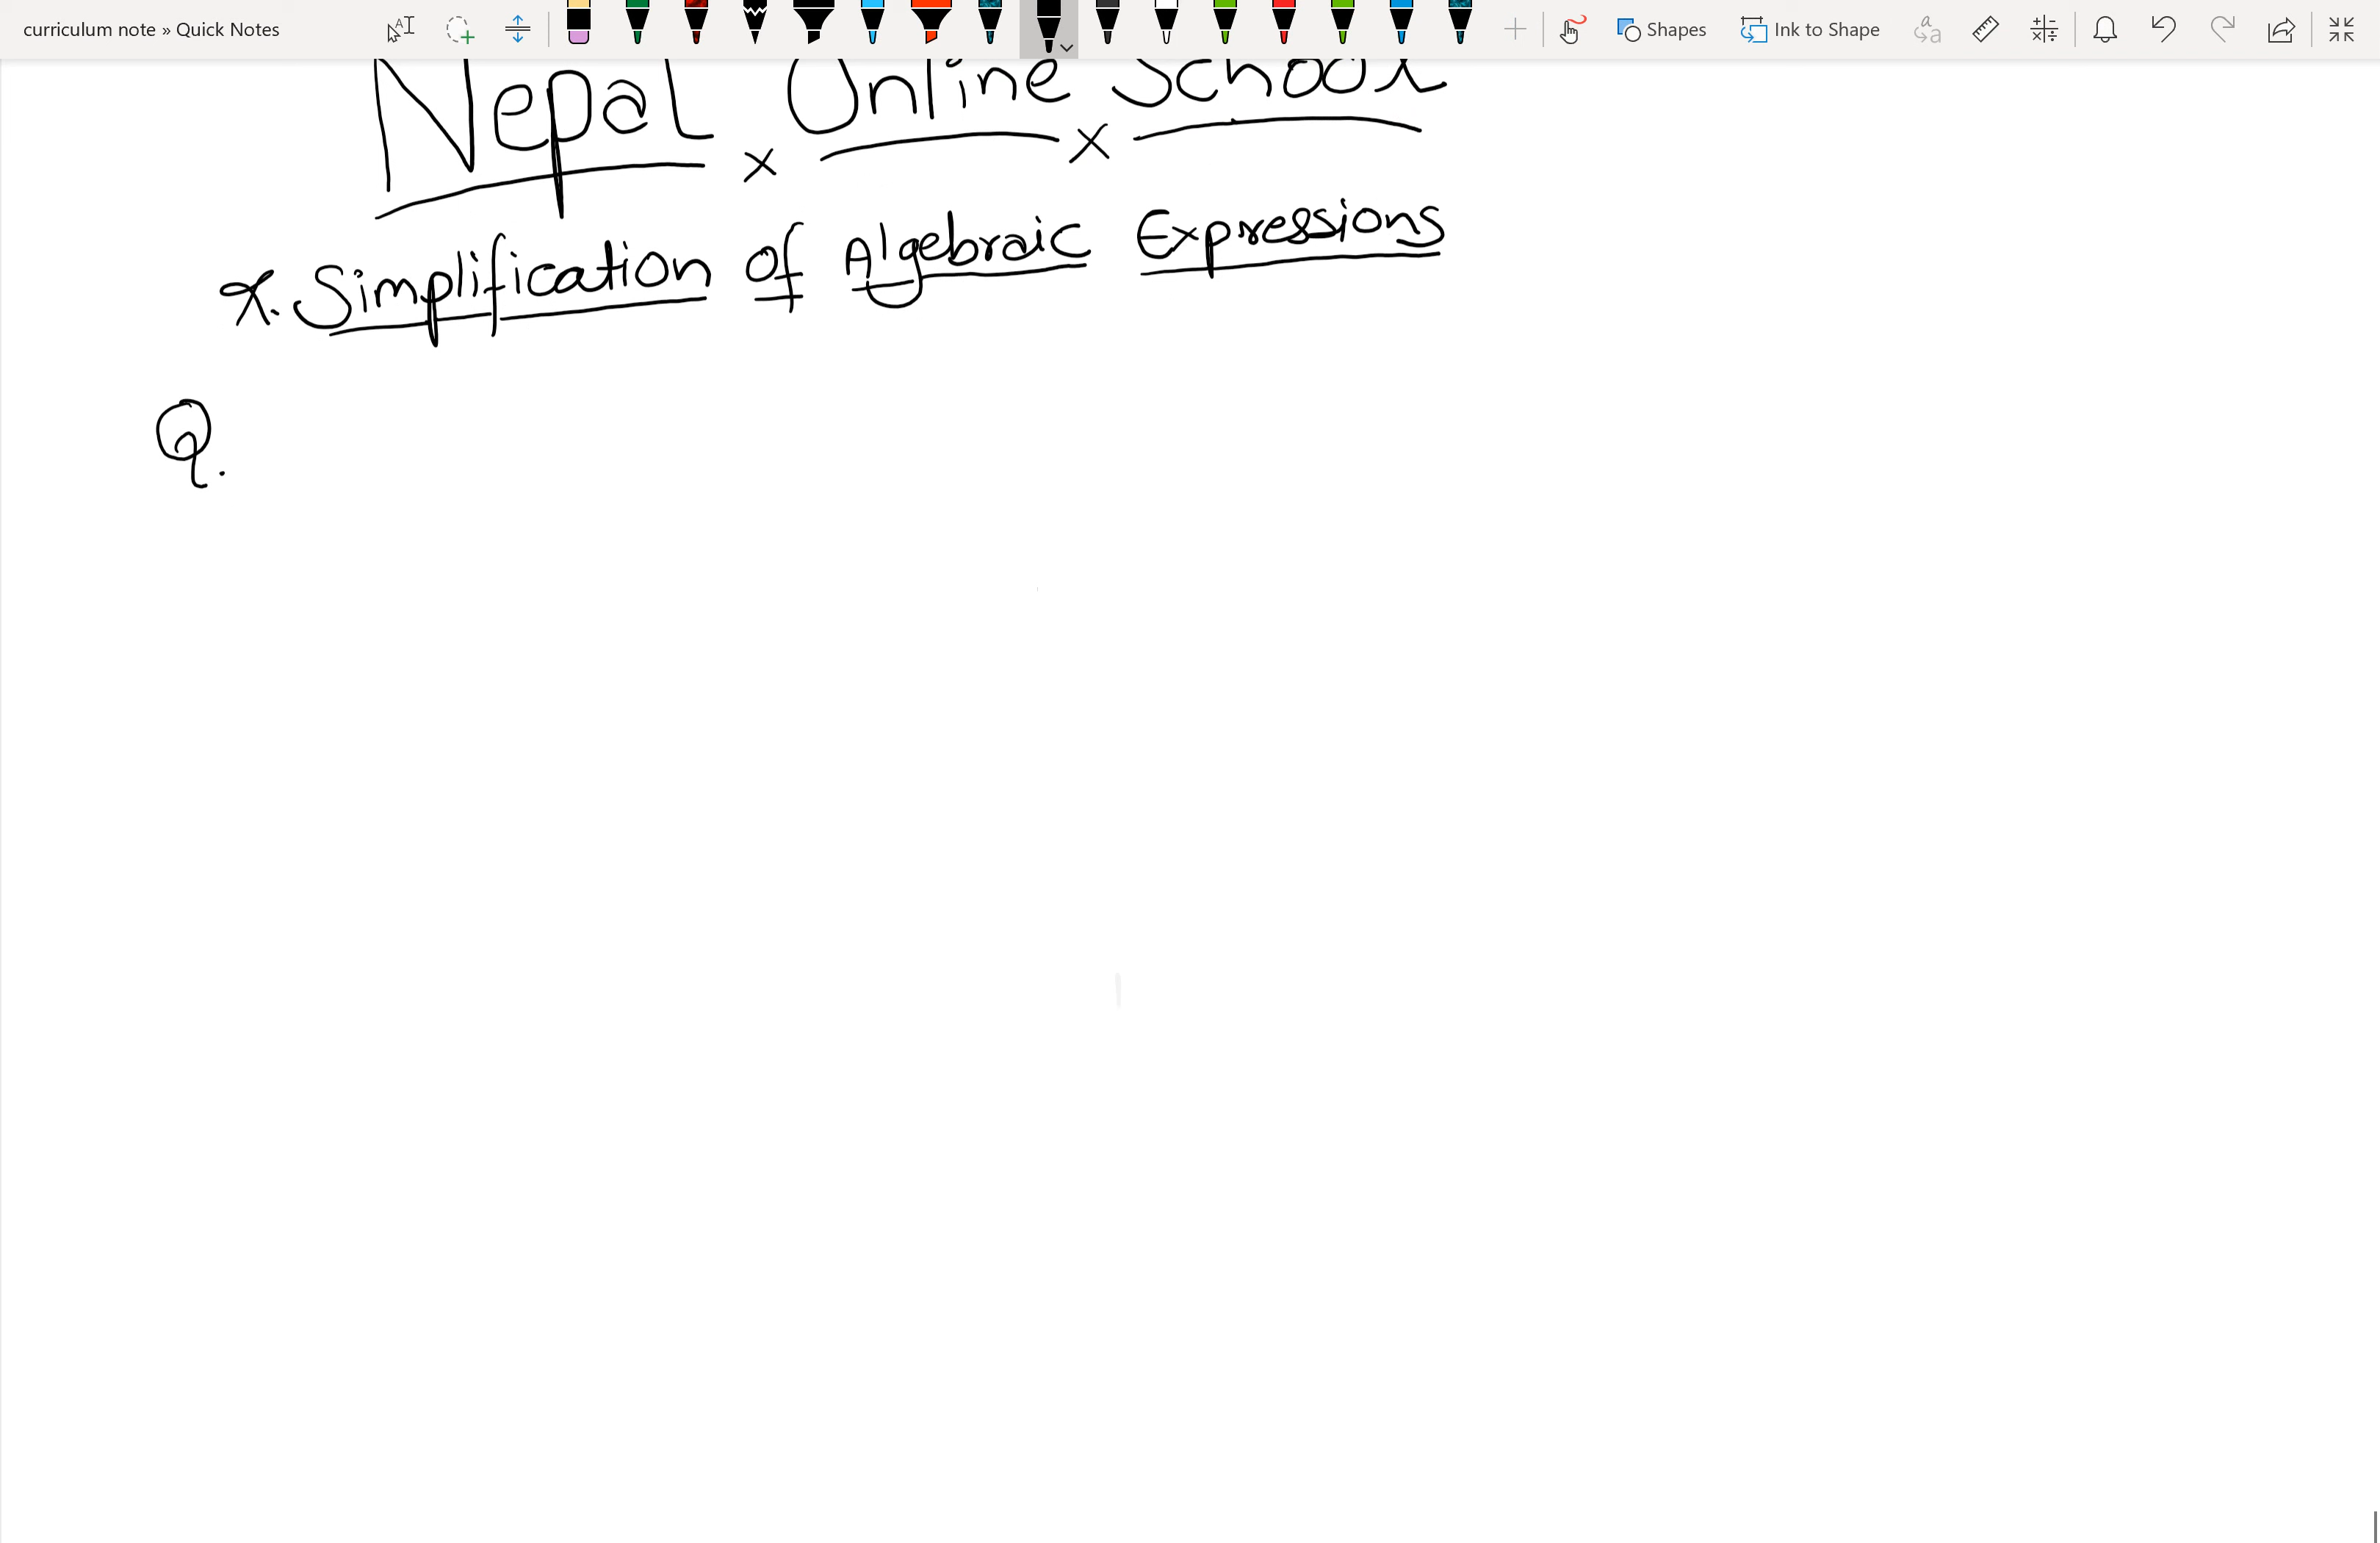 curriculum note » Quick Notes
Shapes
Ink to Shape
Nepal x Online x School
*. Simplification of Algebraic Expressions
Q.